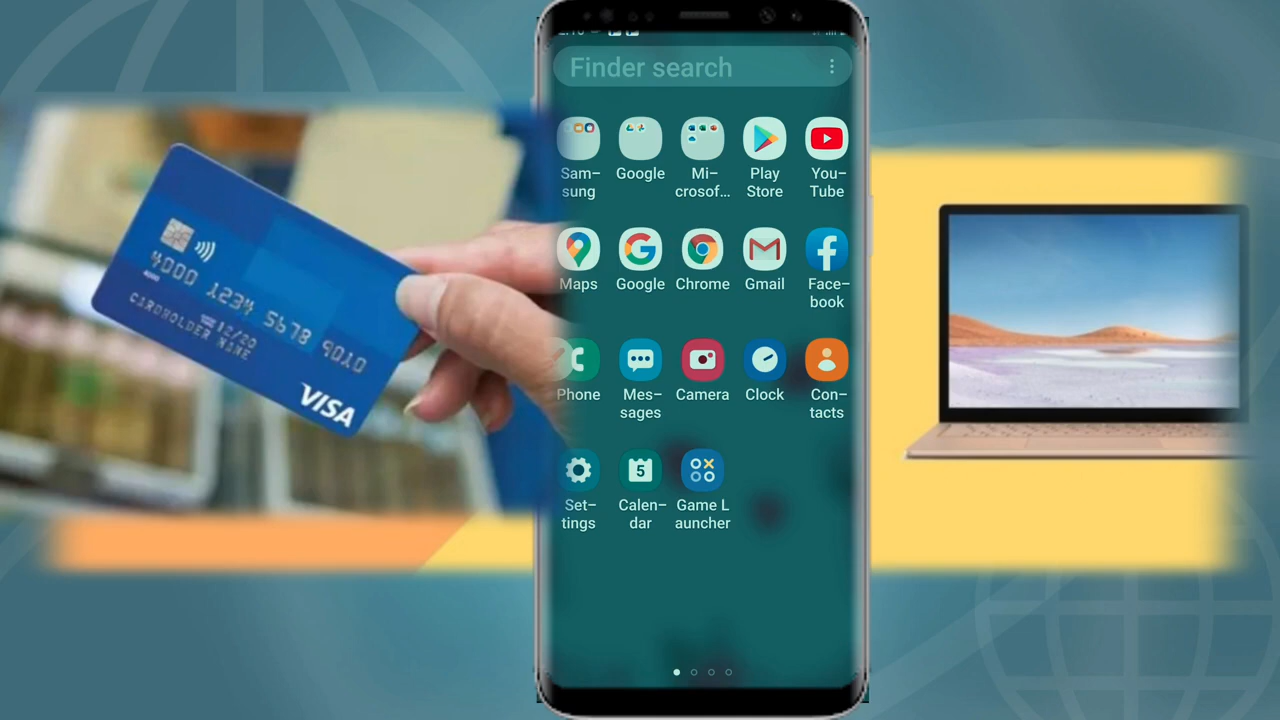 4000 1234 5678 9010
4000
12/20
CARDHOLDER NAME
VISA
Finder search
Sam-
sung
Google
Mi-
crosof...
Play
Store
You-
Tube
Maps
Google
Chrome
Gmail
Face-
book
Phone
Mes-
sages
Camera
Clock
Con-
tacts
Set-
tings
5
Calen-
dar
Game L
auncher